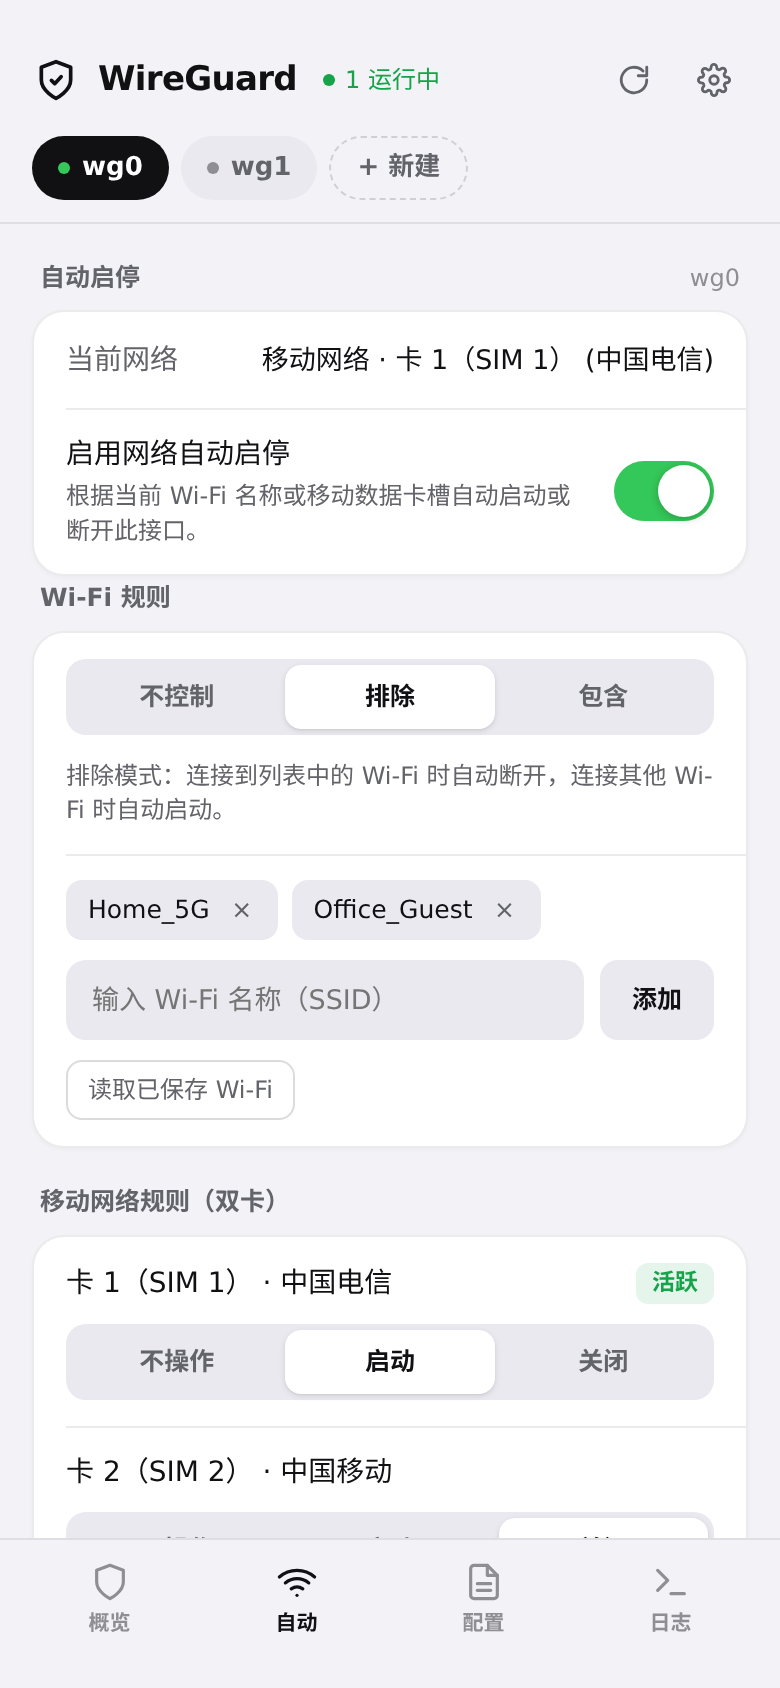 WireGuard 1 运行中
wg0 wg1 + 新建
自动启停 wg0
当前网络 移动网络 · 卡 1（SIM 1） (中国电信)
启用网络自动启停
根据当前 Wi-Fi 名称或移动数据卡槽自动启动或
断开此接口。
Wi-Fi 规则
不控制 排除 包含
排除模式：连接到列表中的 Wi-Fi 时自动断开，连接其他 Wi-
Fi 时自动启动。
Home_5G × Office_Guest ×
输入 Wi-Fi 名称（SSID） 添加
读取已保存 Wi-Fi
移动网络规则（双卡）
卡 1（SIM 1） · 中国电信 活跃
不操作 启动 关闭
卡 2（SIM 2） · 中国移动
概览 自动 配置 日志